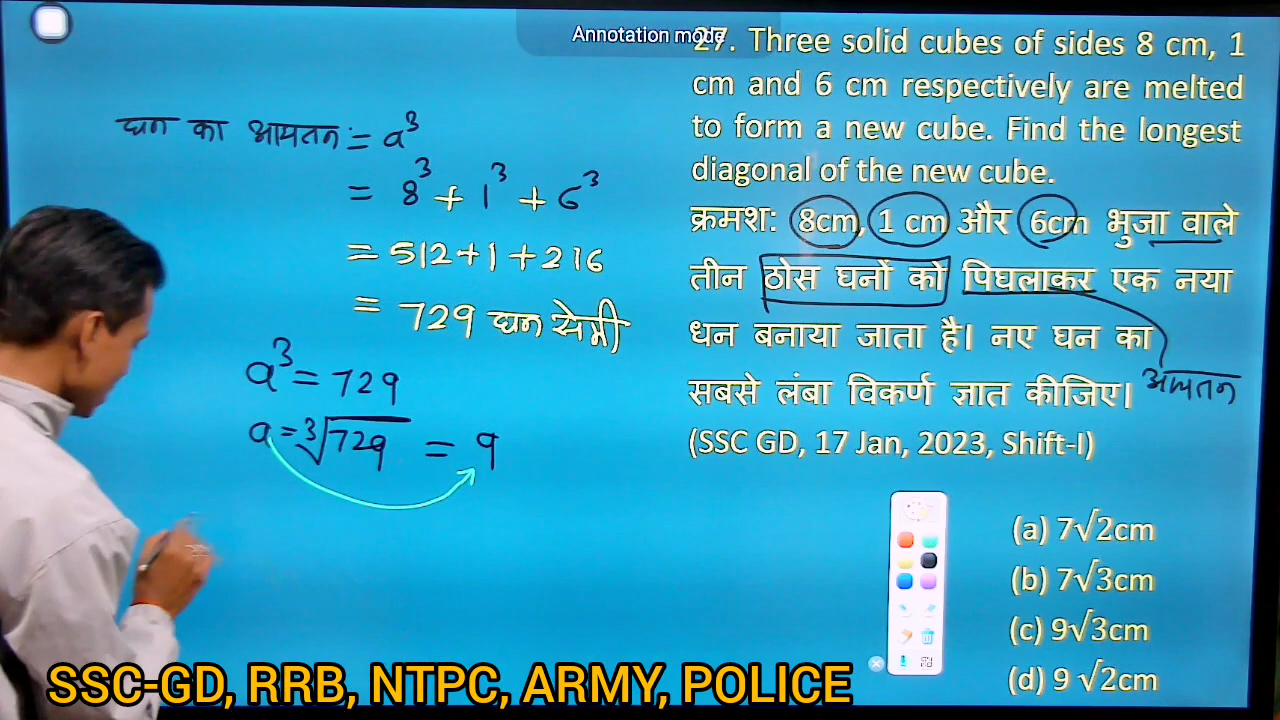 Annotation mode
27. Three solid cubes of sides 8 cm, 1
cm and 6 cm respectively are melted
to form a new cube. Find the longest
diagonal of the new cube.
क्रमश: 8cm, 1 cm और 6cm भुजा वाले
तीन ठोस घनों को पिघलाकर एक नया
धन बनाया जाता है। नए घन का
सबसे लंबा विकर्ण ज्ञात कीजिए।
आयतन
(SSC GD, 17 Jan, 2023, Shift-I)
(a) 7√2cm
(b) 7√3cm
(c) 9√3cm
(d) 9 √2cm
घन का आयतन := a³
= 8³ + 1³ + 6³
= 512+1+216
= 729 घन सेमी
a³ = 729
a = ∛729 = 9
SSC-GD, RRB, NTPC, ARMY, POLICE